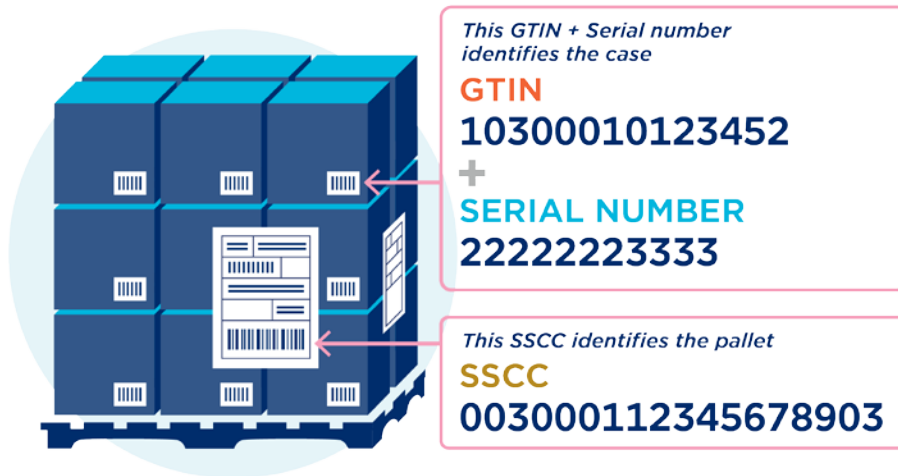 This GTIN + Serial number
identifies the case
GTIN
10300010123452
+
SERIAL NUMBER
22222223333
This SSCC identifies the pallet
SSCC
003000112345678903